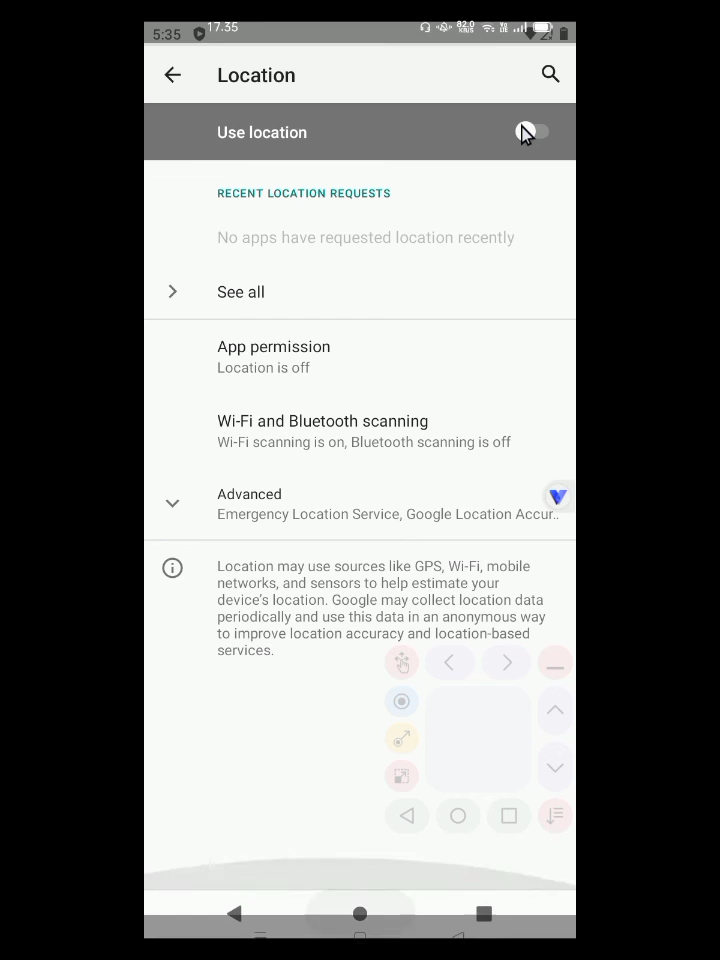 5:35 17.35 82.0 KB/S
Location
Use location
RECENT LOCATION REQUESTS
No apps have requested location recently
See all
App permission
Location is off
Wi-Fi and Bluetooth scanning
Wi-Fi scanning is on, Bluetooth scanning is off
Advanced
Emergency Location Service, Google Location Accur..
Location may use sources like GPS, Wi-Fi, mobile
networks, and sensors to help estimate your
device's location. Google may collect location data
periodically and use this data in an anonymous way
to improve location accuracy and location-based
services.